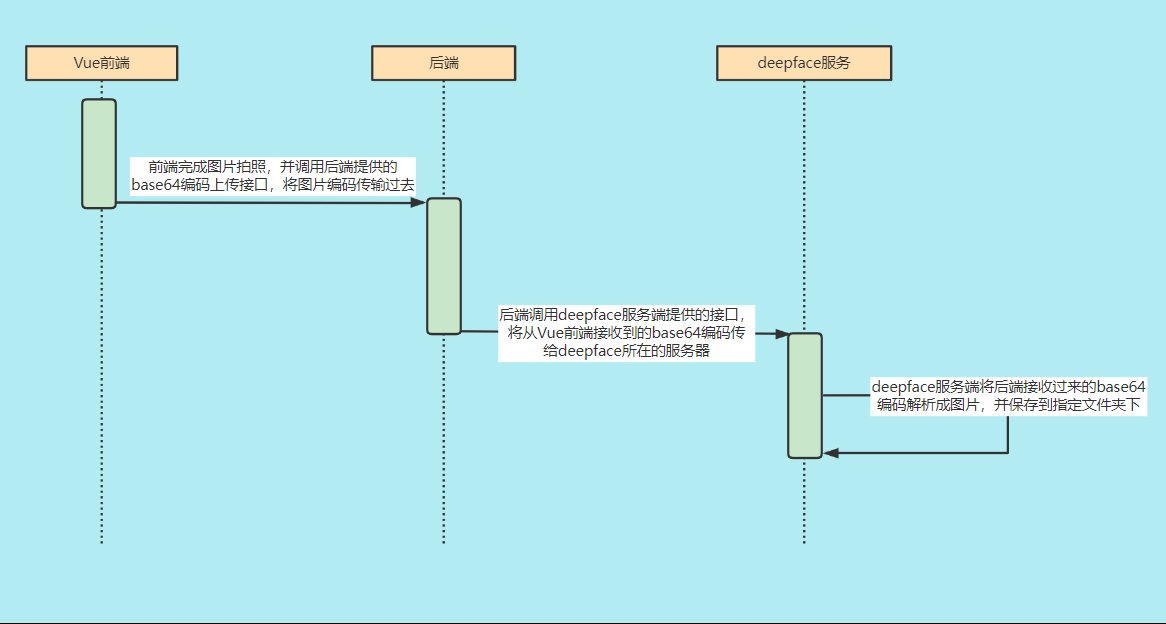 Vue前端
后端
deepface服务
前端完成图片拍照，并调用后端提供的
base64编码上传接口，将图片编码传输过去
后端调用deepface服务端提供的接口，
将从Vue前端接收到的base64编码传
给deepface所在的服务器
deepface服务端将后端接收过来的base64
编码解析成图片，并保存到指定文件夹下